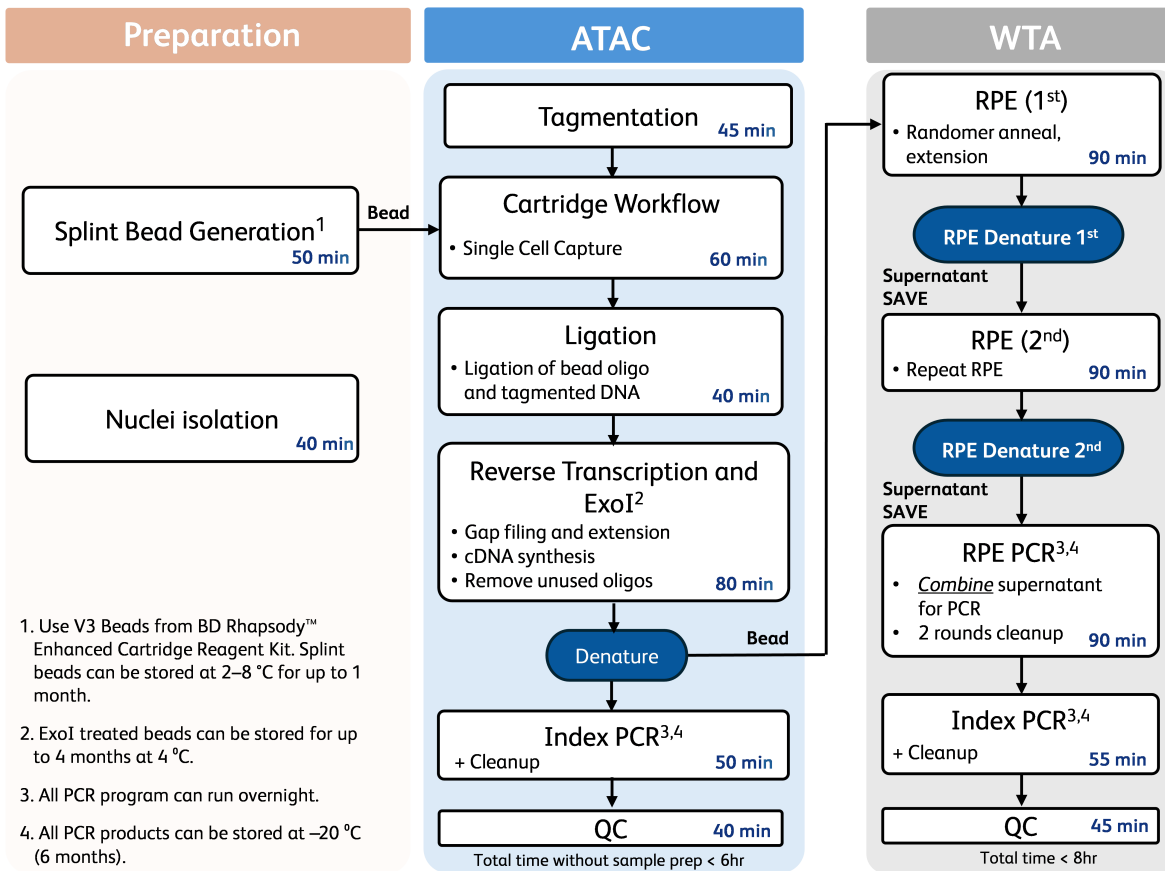 Preparation
Splint Bead Generation¹
50 min
Bead
Nuclei isolation
40 min
1. Use V3 Beads from BD Rhapsody™
Enhanced Cartridge Reagent Kit. Splint
beads can be stored at 2–8 °C for up to 1
month.
2. ExoI treated beads can be stored for up
to 4 months at 4 ⁰C.
3. All PCR program can run overnight.
4. All PCR products can be stored at –20 ⁰C
(6 months).
ATAC
Tagmentation
45 min
Cartridge Workflow
• Single Cell Capture
60 min
Ligation
• Ligation of bead oligo
and tagmented DNA
40 min
Reverse Transcription and
ExoI²
• Gap filing and extension
• cDNA synthesis
• Remove unused oligos
80 min
Denature
Bead
Index PCR³,⁴
+ Cleanup
50 min
QC
40 min
Total time without sample prep < 6hr
WTA
RPE (1ˢᵗ)
• Randomer anneal,
extension
90 min
RPE Denature 1ˢᵗ
Supernatant
SAVE
RPE (2ⁿᵈ)
• Repeat RPE
90 min
RPE Denature 2ⁿᵈ
Supernatant
SAVE
RPE PCR³,⁴
• Combine supernatant
for PCR
• 2 rounds cleanup
90 min
Index PCR³,⁴
+ Cleanup
55 min
QC
45 min
Total time < 8hr